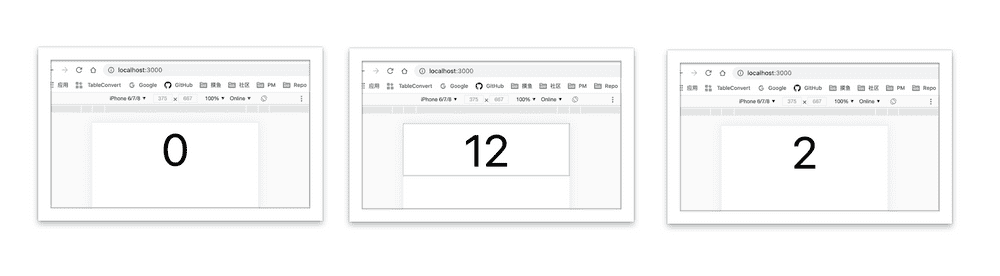 localhost:3000
应用 TableConvert Google GitHub 摸鱼 社区 PM Repo
iPhone 6/7/8 ▼ 375 × 667 100% ▼ Online ▼
0
localhost:3000
应用 TableConvert Google GitHub 摸鱼 社区 PM Repo
iPhone 6/7/8 ▼ 375 × 667 100% ▼ Online ▼
12
localhost:3000
应用 TableConvert Google GitHub 摸鱼 社区 PM Repo
iPhone 6/7/8 ▼ 375 × 667 100% ▼ Online ▼
2